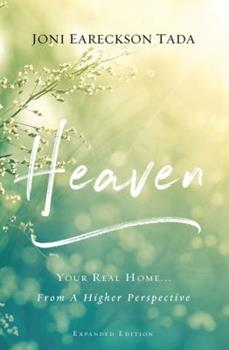 JONI EARECKSON TADA
Heaven
YOUR REAL HOME...
From A Higher Perspective
EXPANDED EDITION